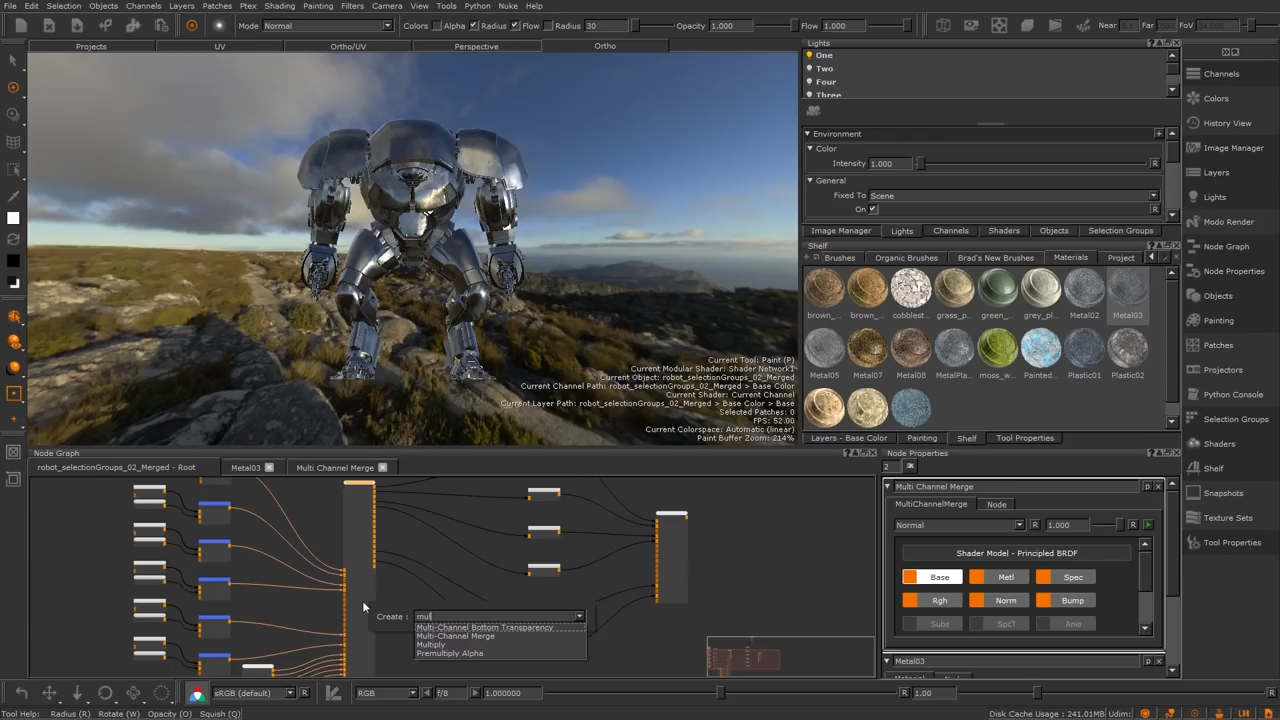 File Edit Selection Objects Channels Layers Patches Ptex Shading Painting Filters Camera View Tools Python Nuke Help
Mode Normal Colors Alpha Radius Flow Radius 30 Opacity 1.000 Flow 1.000 Near Far FoV
Projects UV Ortho/UV Perspective Ortho
Lights
One
Two
Four
Three
Environment
Color
Intensity 1.000 R
General
Fixed To Scene
On R
Image Manager Lights Channels Shaders Objects Selection Groups
Shelf
Brushes Organic Brushes Brad's New Brushes Materials Project
brown_... brown_... cobblest... grass_p... green_... grey_pl... Metal02 Metal03
Metal05 Metal07 Metal08 MetalPla... moss_w... Painted... Plastic01 Plastic02
Layers - Base Color Painting Shelf Tool Properties
Channels
Colors
History View
Image Manager
Layers
Lights
Modo Render
Node Graph
Node Properties
Objects
Painting
Patches
Projectors
Python Console
Selection Groups
Shaders
Shelf
Snapshots
Texture Sets
Tool Properties
Current Tool: Paint (P)
Current Modular Shader: Shader Network1
Current Object: robot_selectionGroups_02_Merged
Current Channel Path: robot_selectionGroups_02_Merged > Base Color
Current Shader: Current Channel
Current Layer Path: robot_selectionGroups_02_Merged > Base Color > Base
Selected Patches: 0
FPS: 52.00
Current Colorspace: Automatic (linear)
Paint Buffer Zoom: 214%
Node Graph
robot_selectionGroups_02_Merged - Root Metal03 Multi Channel Merge
Create : mul
Multi-Channel Bottom Transparency
Multi-Channel Merge
Multiply
Premultiply Alpha
Node Properties
2
Multi Channel Merge
MultiChannelMerge Node
Normal R 1.000 R
Shader Model - Principled BRDF
Base Metl Spec
Rgh Norm Bump
Subs SpcT Anis
Metal03
sRGB (default) R RGB f/8 1.000000 R 1.00 R
Tool Help: Radius (R) Rotate (W) Opacity (O) Squish (Q)
Disk Cache Usage : 241.01MB Udim: